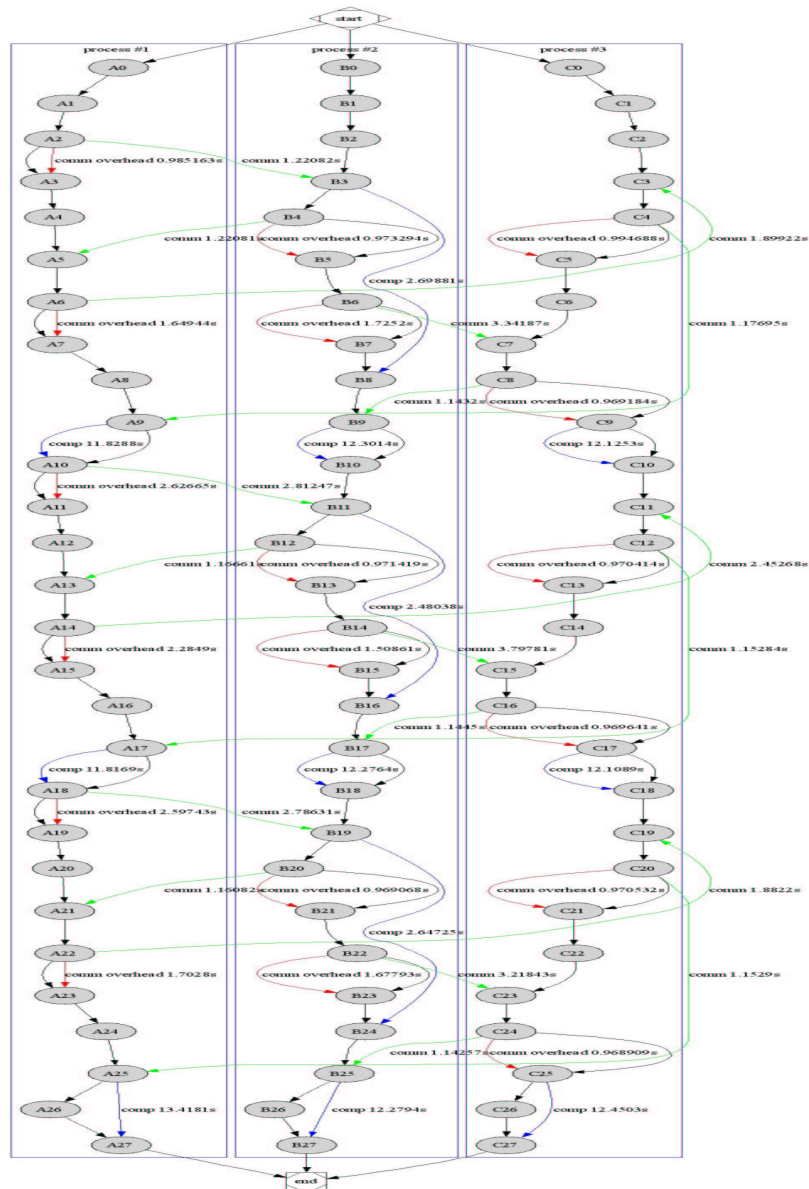 start
process #1 process #2 process #3
A0 B0 C0
A1 B1 C1
A2 B2 C2
comm overhead 0.985163s comm 1.22082s
A3 B3 C3
A4 B4 C4
comm 1.22081s comm overhead 0.973294s comm overhead 0.994688s comm 1.89922s
A5 B5 C5
comp 2.69881s
A6 B6 C6
comm overhead 1.64944s comm overhead 1.7252s comm 3.34187s comm 1.17695s
A7 B7 C7
A8 B8 C8
comm 1.1432s comm overhead 0.969184s
A9 B9 C9
comp 11.8288s comp 12.3014s comp 12.1253s
A10 B10 C10
comm overhead 2.62665s comm 2.81247s
A11 B11 C11
A12 B12 C12
comm 1.16661s comm overhead 0.971419s comm overhead 0.970414s comm 2.45268s
A13 B13 C13
comp 2.48038s
A14 B14 C14
comm overhead 2.2849s comm overhead 1.50861s comm 3.79781s comm 1.15284s
A15 B15 C15
A16 B16 C16
comm 1.1445s comm overhead 0.969641s
A17 B17 C17
comp 11.8169s comp 12.2764s comp 12.1089s
A18 B18 C18
comm overhead 2.59743s comm 2.78631s
A19 B19 C19
A20 B20 C20
comm 1.16082s comm overhead 0.969068s comm overhead 0.970532s comm 1.8822s
A21 B21 C21
comp 2.64725s
A22 B22 C22
comm overhead 1.7028s comm overhead 1.67793s comm 3.21843s comm 1.1529s
A23 B23 C23
A24 B24 C24
comm 1.14257s comm overhead 0.968909s
A25 B25 C25
A26 B26 C26
comp 13.4181s comp 12.2794s comp 12.4503s
A27 B27 C27
end